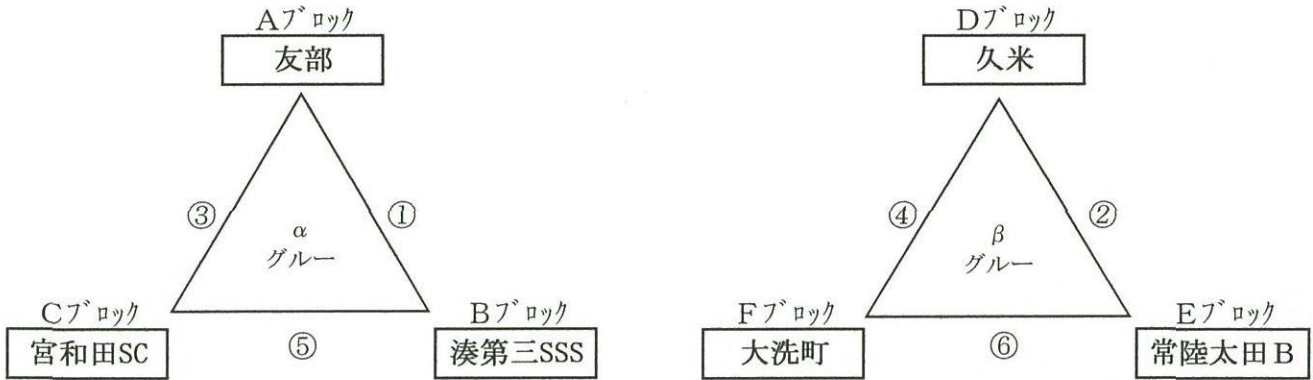 Aブロック
友部
③
①
α
グルー
Cブロック
宮和田SC
⑤
Bブロック
湊第三SSS
Dブロック
久米
④
②
β
グルー
Fブロック
大洗町
⑥
Eブロック
常陸太田B